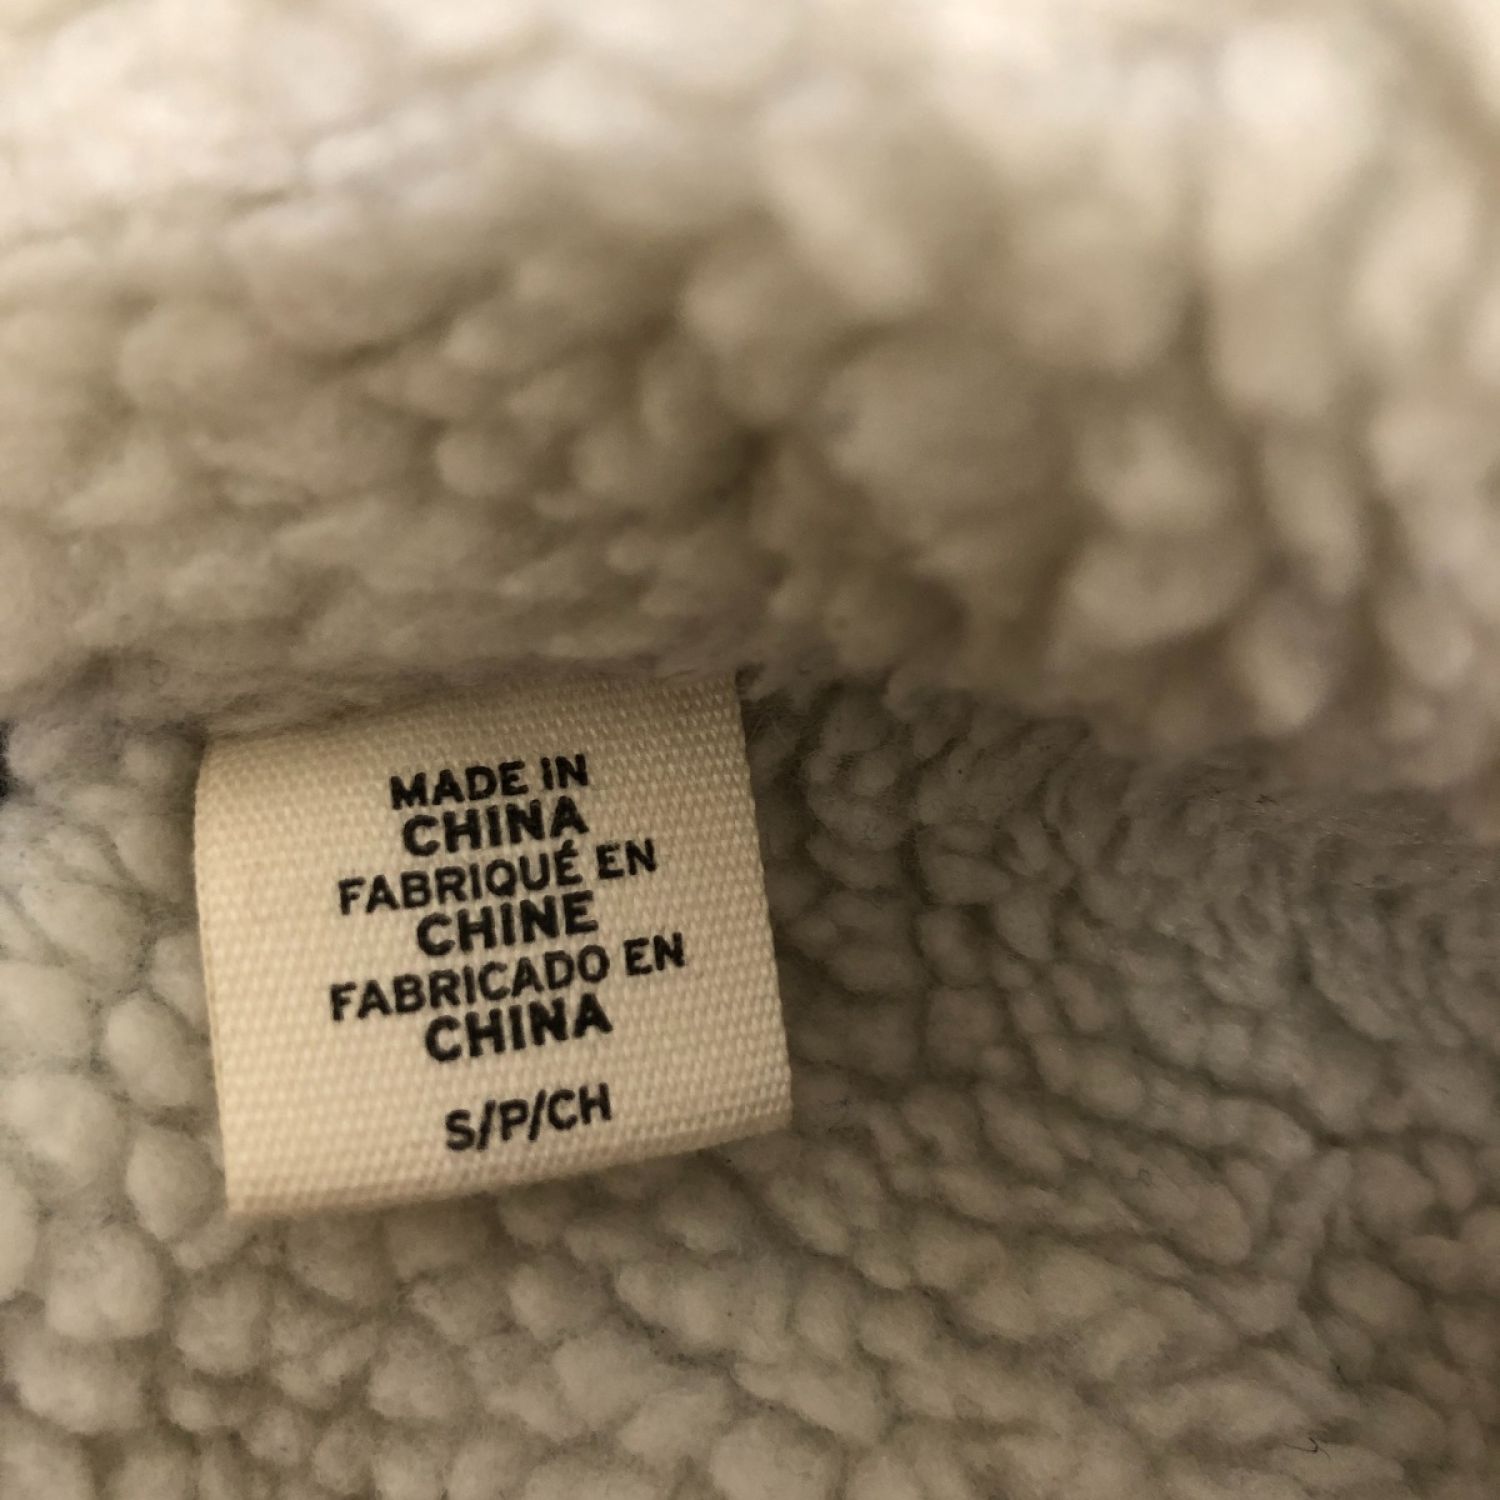 MADE IN
CHINA
FABRIQUÉ EN
CHINE
FABRICADO EN
CHINA
S/P/CH